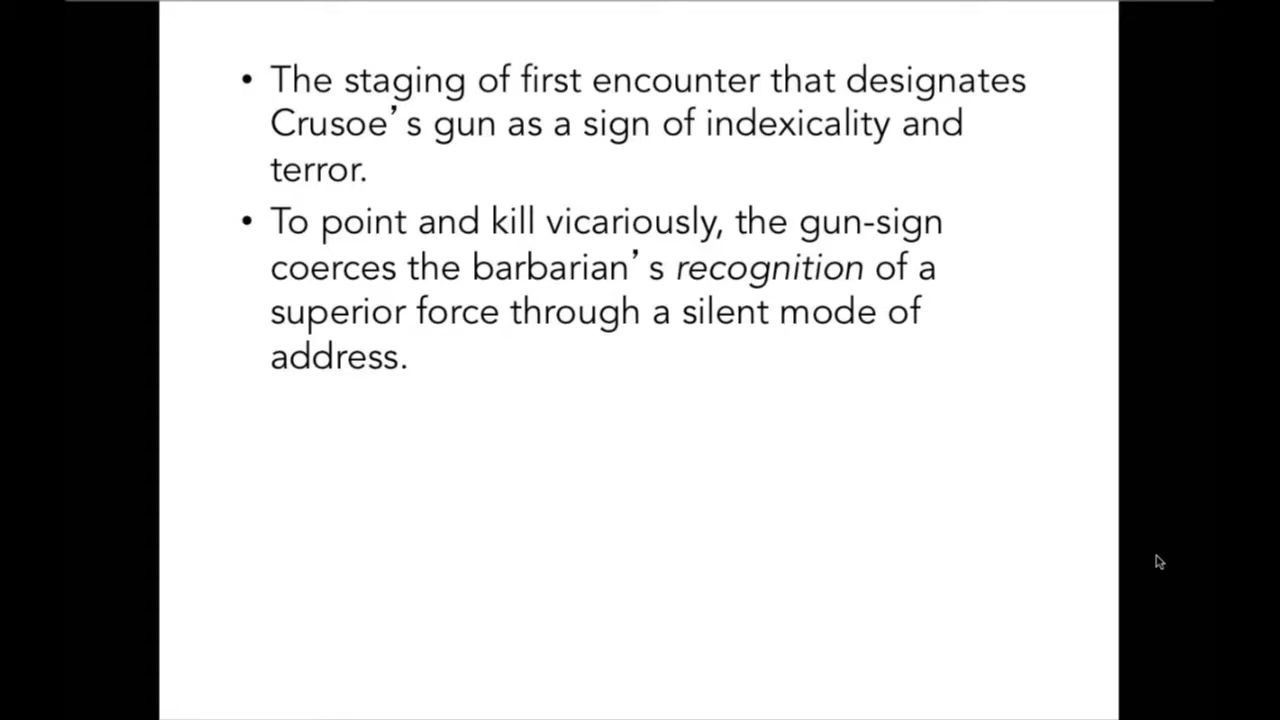 • The staging of first encounter that designates
Crusoe’s gun as a sign of indexicality and
terror.
• To point and kill vicariously, the gun-sign
coerces the barbarian’s recognition of a
superior force through a silent mode of
address.